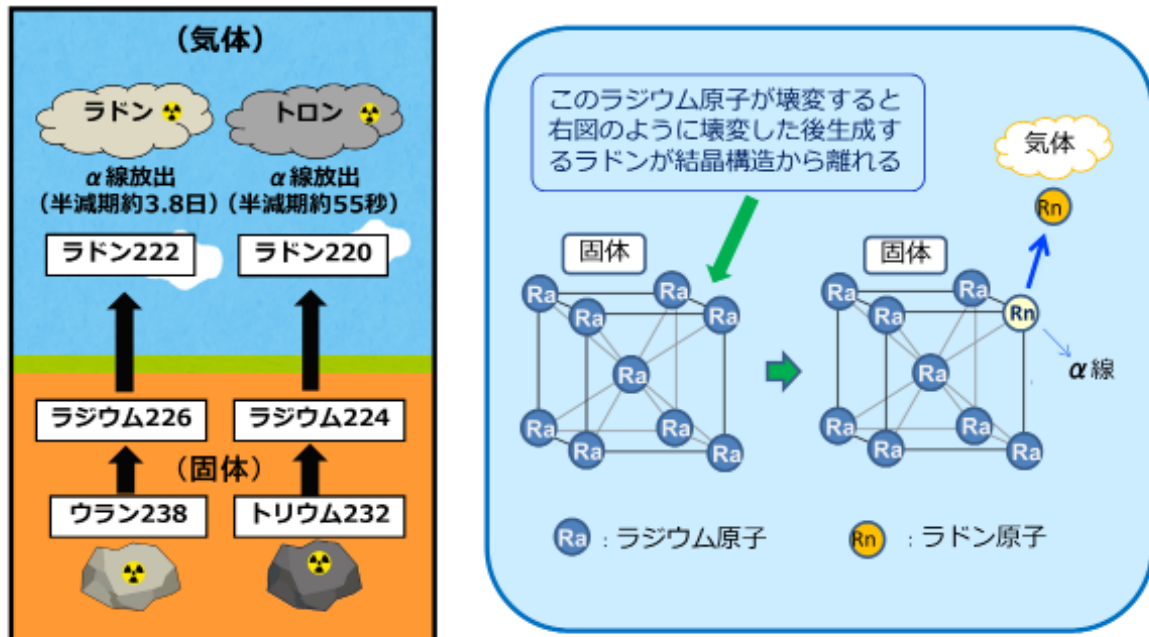 （気体）
ラドン
トロン
α線放出
（半減期約3.8日）
α線放出
（半減期約55秒）
ラドン222
ラドン220
ラジウム226
ラジウム224
（固体）
ウラン238
トリウム232
このラジウム原子が壊変すると
右図のように壊変した後生成す
るラドンが結晶構造から離れる
固体
Ra
Ra
Ra
Ra
Ra
Ra
Ra
Ra
Ra
気体
Rn
固体
Ra
Ra
Ra
Rn
α線
Ra
Ra
Ra
Ra
Ra
Ra：ラジウム原子
Rn：ラドン原子